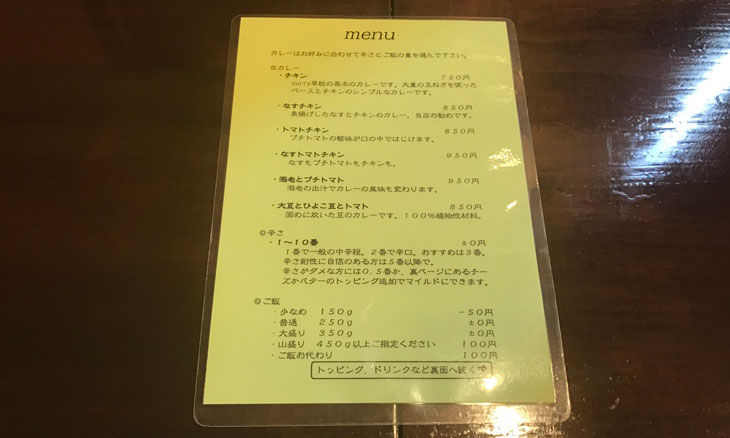 menu
カレーはお好みに合わせて辛さとご飯の量を選んで下さい。
◎カレー
・チキン 750円
curry草枕の基本のカレーです。大量の玉ねぎを使った
ベースとチキンのシンプルなカレーです。
・なすチキン 850円
素揚げしたなすとチキンのカレー。当店お勧めです。
・トマトチキン 850円
プチトマトの酸味が口の中ではじけます。
・なすトマトチキン 950円
なすもプチトマトもチキンも。
・海老とプチトマト 950円
海老の出汁でカレーの風味も変わります。
・大豆とひよこ豆とトマト 850円
固めに炊いた豆のカレーです。100%植物性材料。
◎辛さ
・1～10番 ±0円
1番で一般の中辛程。2番で辛口。おすすめは3番。
辛さ耐性に自信のある方は5番以降で。
辛さがダメな方には0.5番か、裏ページにあるチー
ズかバターのトッピング追加でマイルドにできます。
◎ご飯
・少なめ 150g －50円
・普通 250g ±0円
・大盛り 350g ±0円
・山盛り 450g以上ご指定ください 100円
・ご飯お代わり 100円
トッピング、ドリンクなど裏面へ続く⇒